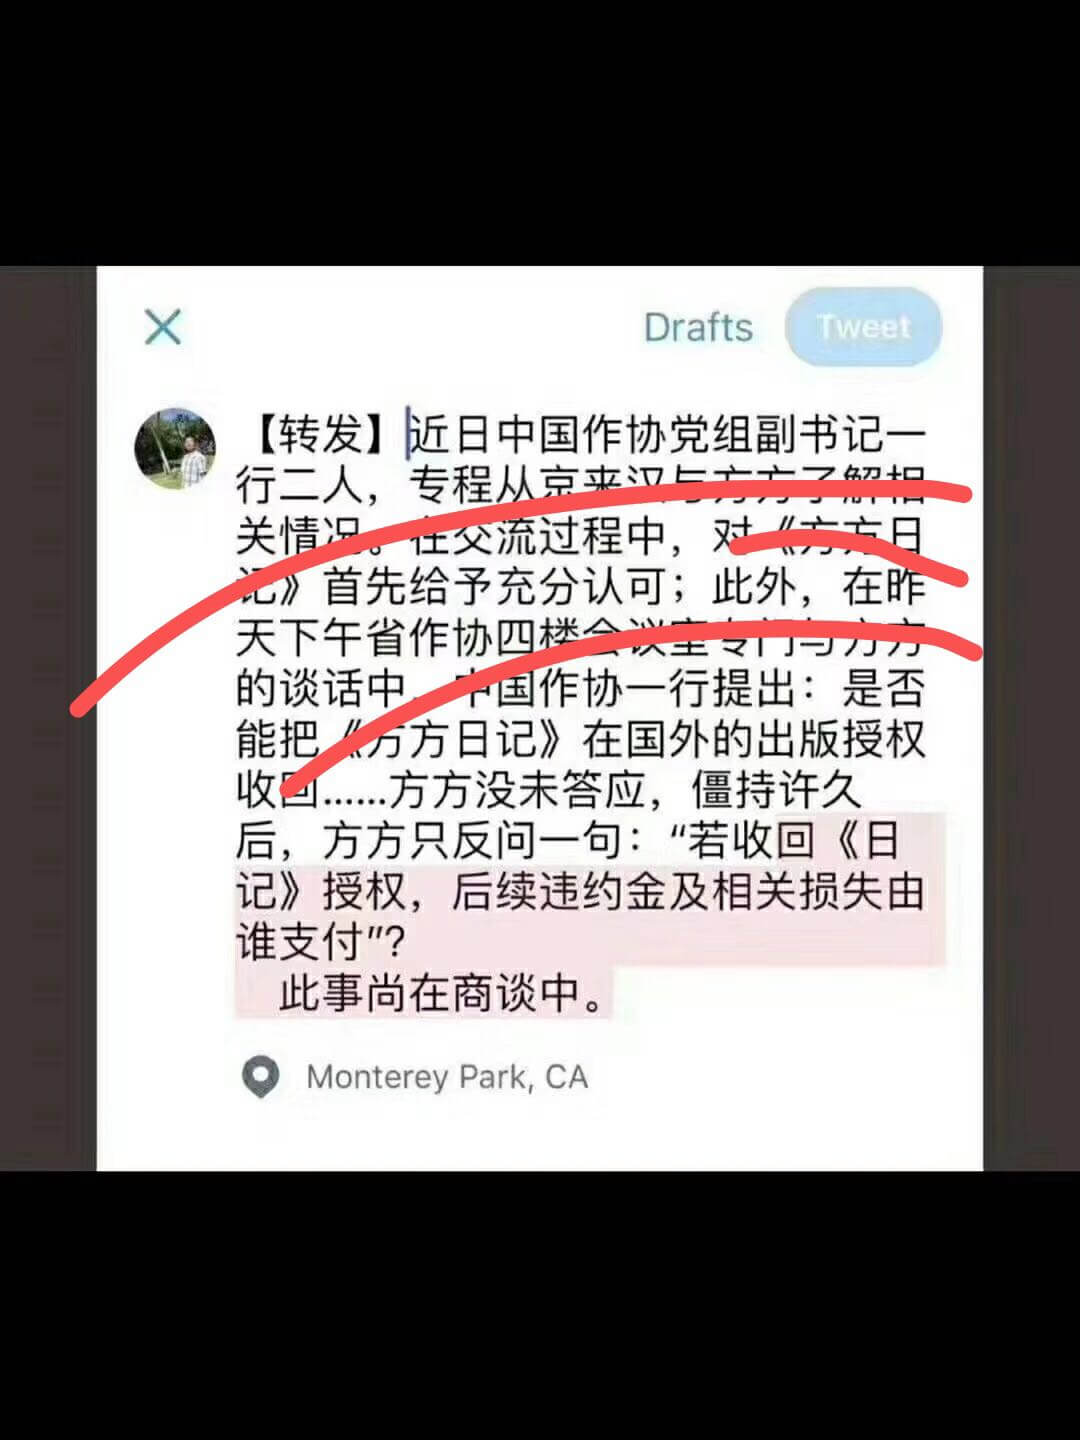 Drafts
Tweet
【转发】近日中国作协党组副书记一
行二人，专程从京来汉与方方了解相
关情况。在交流过程中，对《方方日
记》首先给予充分认可；此外，在昨
天下午省作协四楼会议室专门与方方
的谈话中，中国作协一行提出：是否
能把《方方日记》在国外的出版授权
收回……方方没未答应，僵持许久
后，方方只反问一句：“若收回《日
记》授权，后续违约金及相关损失由
谁支付”?
此事尚在商谈中。
Monterey Park, CA